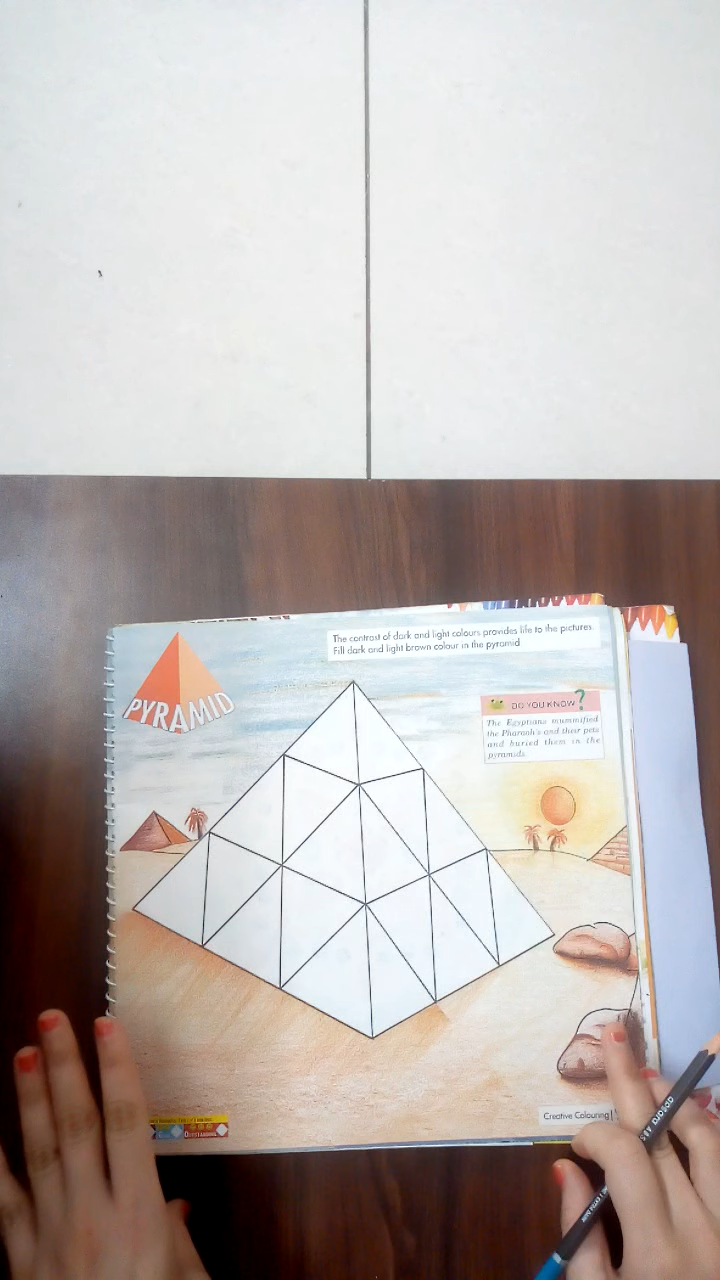 The contrast of dark and light colours provides life to the pictures.
Fill dark and light brown colour in the pyramid
PYRAMID
DO YOU KNOW?
The Egyptians mummified
the Pharaoh's and their pets
and buried them in the
pyramids.
OUTSTANDING
Creative Colouring
apsara